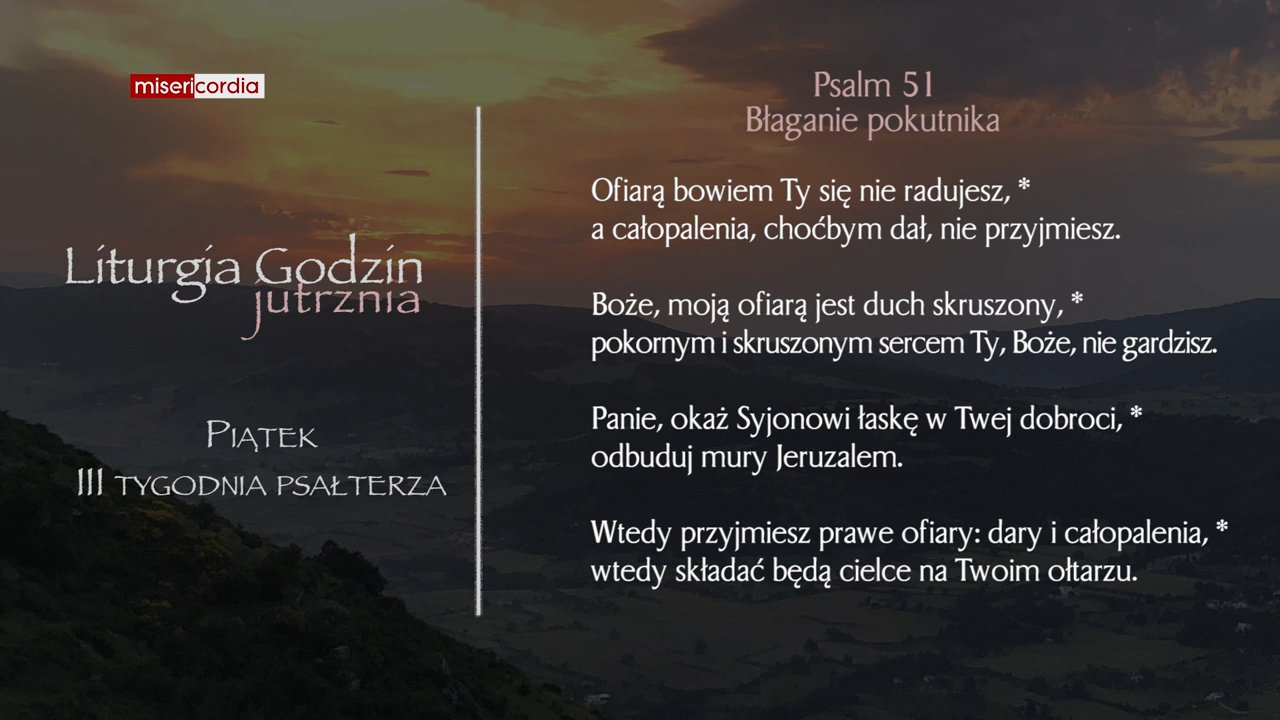 misericordia
Liturgia Godzin
jutrznia
Piątek
III tygodnia psałterza
Psalm 51
Błaganie pokutnika
Ofiarą bowiem Ty się nie radujesz, *
a całopalenia, choćbym dał, nie przyjmiesz.
Boże, moją ofiarą jest duch skruszony, *
pokornym i skruszonym sercem Ty, Boże, nie gardzisz.
Panie, okaż Syjonowi łaskę w Twej dobroci, *
odbuduj mury Jeruzalem.
Wtedy przyjmiesz prawe ofiary: dary i całopalenia, *
wtedy składać będą cielce na Twoim ołtarzu.